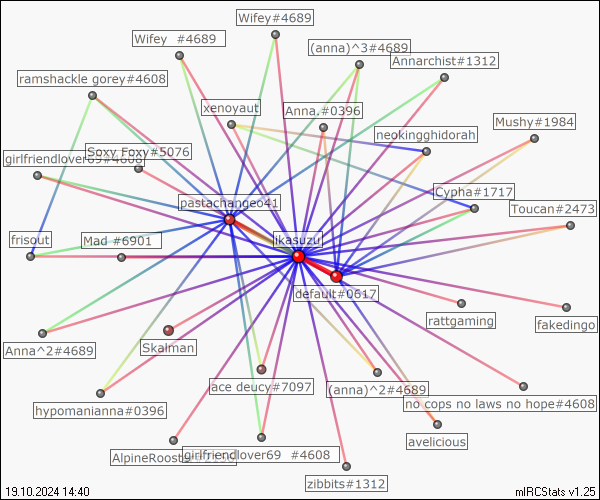 Wifey#4689
Wifey  #4689
(anna)^3#4689
Annarchist#1312
ramshackle gorey#4608
xenoyaut
Anna.#0396
Mushy#1984
neokingghidorah
Soxy Foxy#5076
girlfriendlover69#4608
Cypha#1717
pastachangeo41
Toucan#2473
frisout
Mad #6901
ikasuzu
default#0617
rattgaming
fakedingo
Anna^2#4689
Skalman
ace deucy#7097
(anna)^2#4689
no cops no laws no hope#4608
hypomanianna#0396
avelicious
girlfriendlover69  #4608
zibbits#1312
19.10.2024 14:40
mIRCStats v1.25